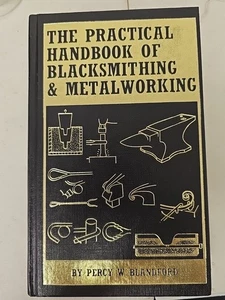 THE PRACTICAL
HANDBOOK OF
BLACKSMITHING
& METALWORKING
BY PERCY W. BLANDFORD